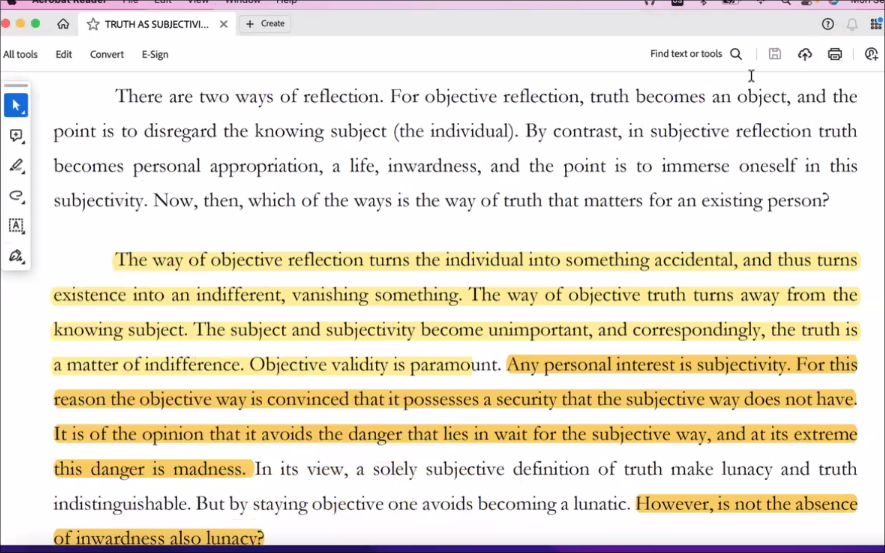 Acrobat Reader File Edit View Window Help
TRUTH AS SUBJECTIVI... × + Create
All tools Edit Convert E-Sign Find text or tools
There are two ways of reflection. For objective reflection, truth becomes an object, and the
point is to disregard the knowing subject (the individual). By contrast, in subjective reflection truth
becomes personal appropriation, a life, inwardness, and the point is to immerse oneself in this
subjectivity. Now, then, which of the ways is the way of truth that matters for an existing person?
The way of objective reflection turns the individual into something accidental, and thus turns
existence into an indifferent, vanishing something. The way of objective truth turns away from the
knowing subject. The subject and subjectivity become unimportant, and correspondingly, the truth is
a matter of indifference. Objective validity is paramount. Any personal interest is subjectivity. For this
reason the objective way is convinced that it possesses a security that the subjective way does not have.
It is of the opinion that it avoids the danger that lies in wait for the subjective way, and at its extreme
this danger is madness. In its view, a solely subjective definition of truth make lunacy and truth
indistinguishable. But by staying objective one avoids becoming a lunatic. However, is not the absence
of inwardness also lunacy?